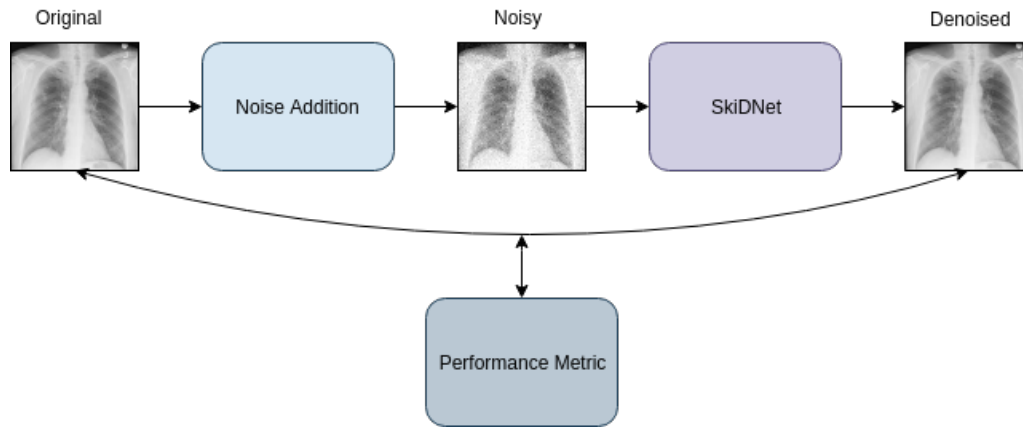 Original
Noisy
Denoised
Noise Addition
SkiDNet
Performance Metric